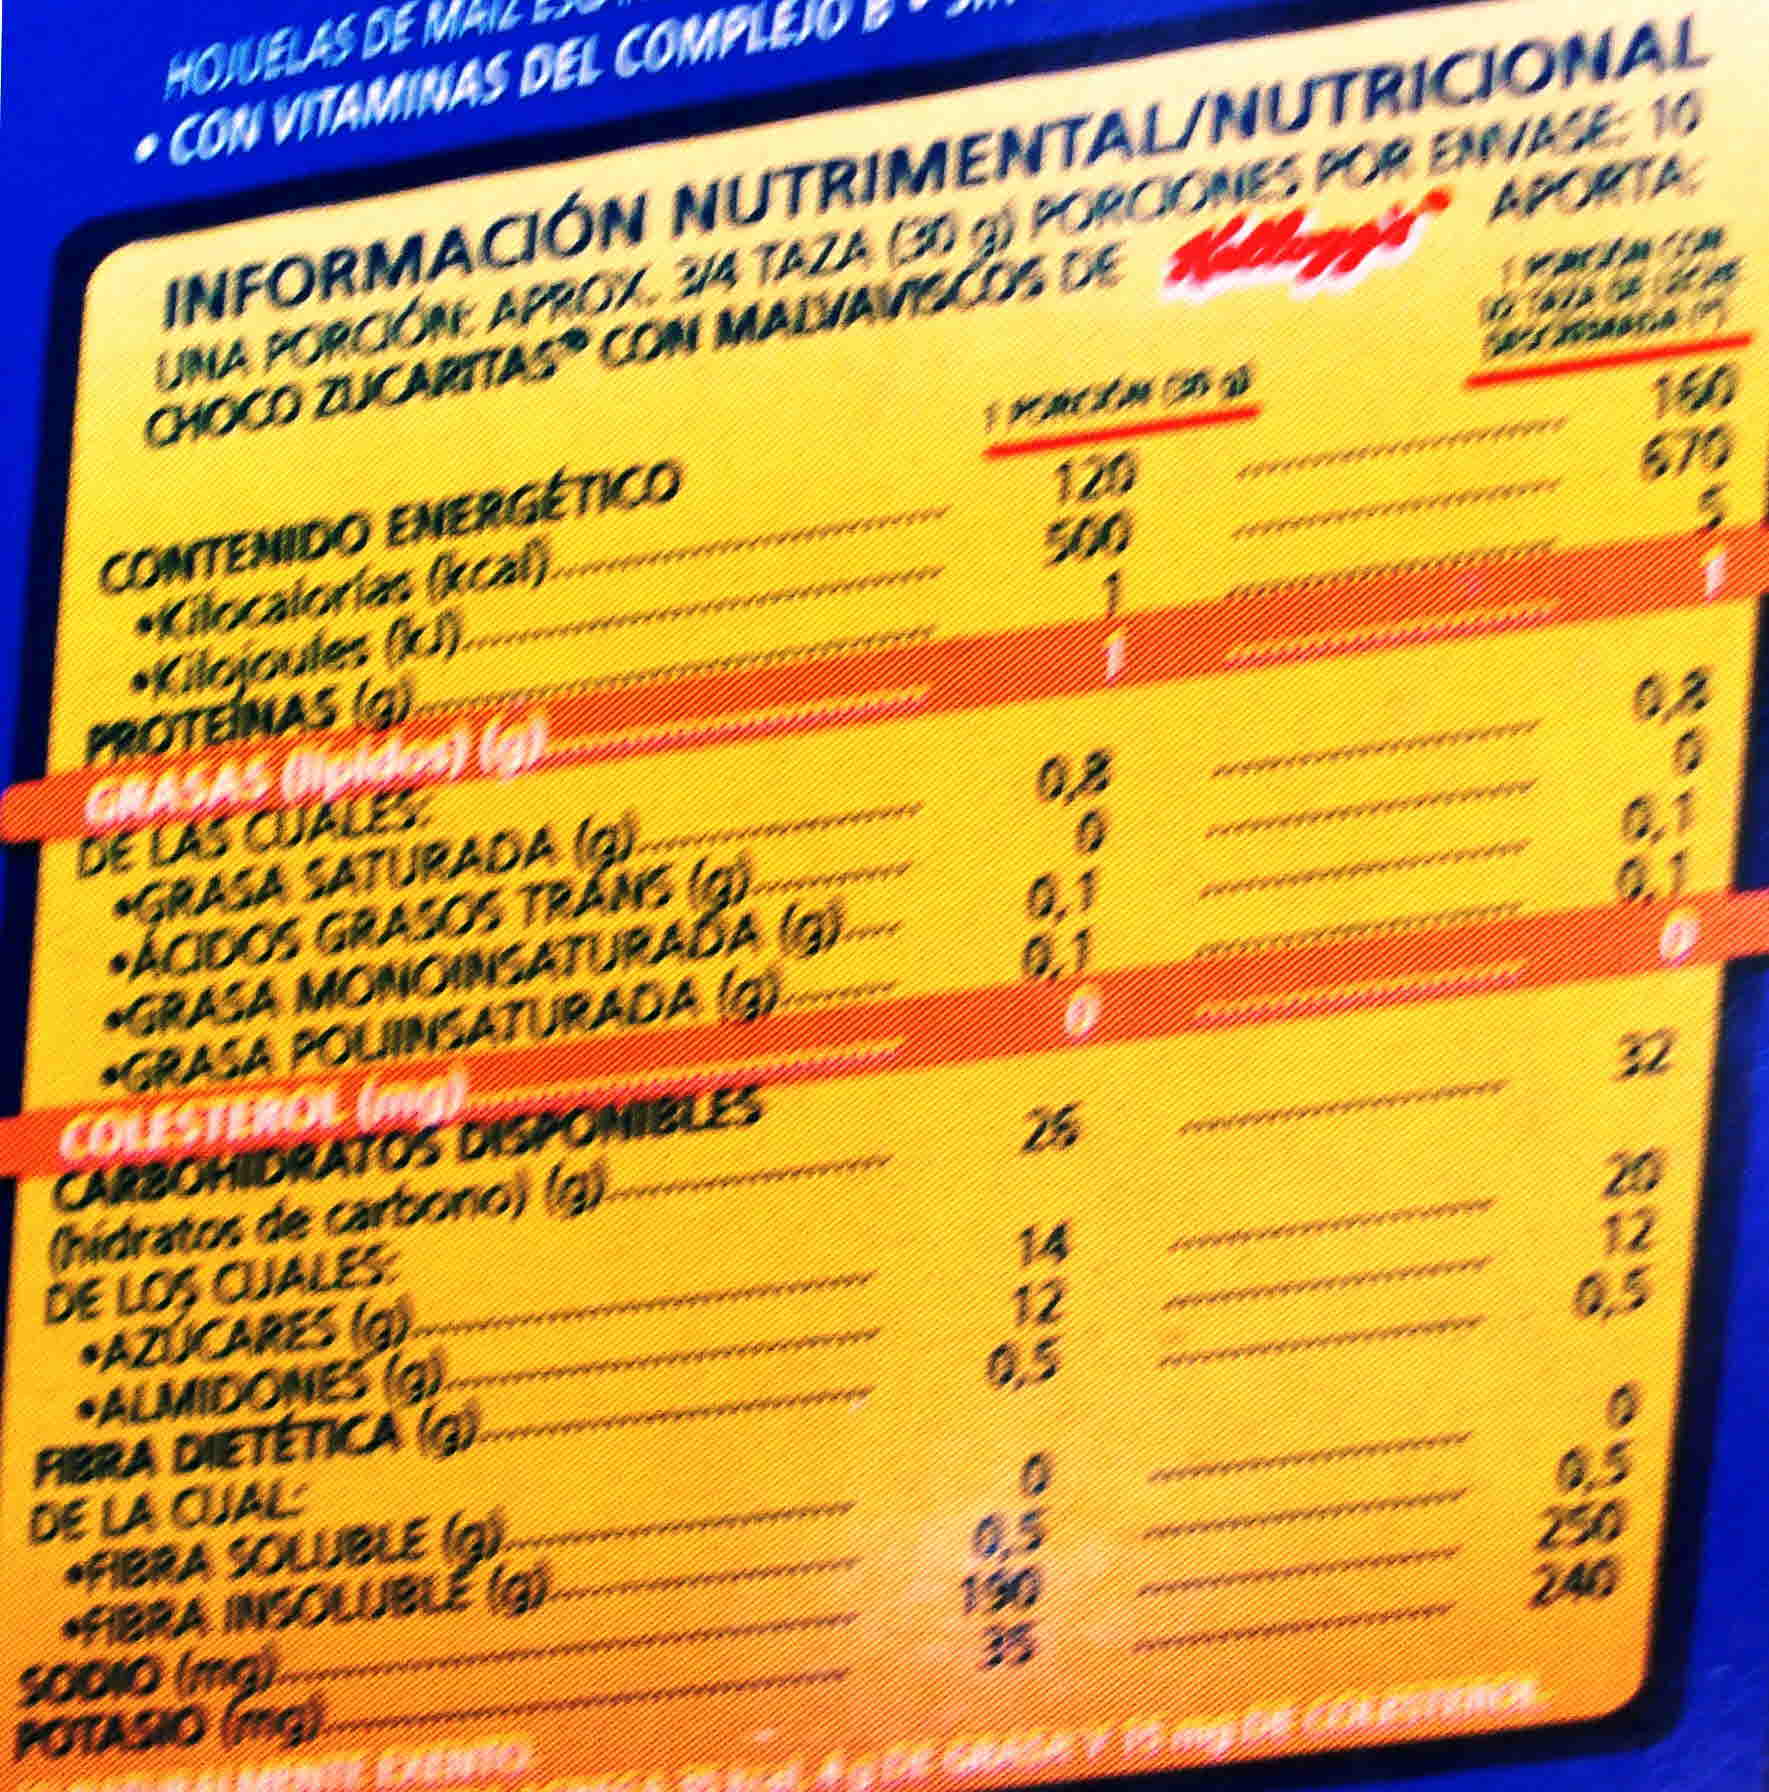 HOJUELAS DE MAÍZ
• CON VITAMINAS DEL COMPLEJO B •
INFORMACIÓN NUTRIMENTAL/NUTRICIONAL
UNA PORCIÓN: APROX. 3/4 TAZA (30 g) PORCIONES POR ENVASE: 10
CHOCO ZUCARITAS® CON MALVAVISCOS DE Kellogg's® APORTA:
1 PORCIÓN (30 g)
1 PORCIÓN CON
1/2 TAZA DE LECHE
DESCREMADA (*)
CONTENIDO ENERGÉTICO
•Kilocalorías (kcal) 120 160
•Kilojoules (kJ) 500 670
PROTEÍNAS (g) 1 5
GRASAS (lípidos) (g) 1 1
DE LAS CUALES:
•GRASA SATURADA (g) 0,8 0,8
•ÁCIDOS GRASOS TRANS (g) 0 0
•GRASA MONOINSATURADA (g) 0,1 0,1
•GRASA POLIINSATURADA (g) 0,1 0,1
COLESTEROL (mg) 0 0
CARBOHIDRATOS DISPONIBLES
(hidratos de carbono) (g) 26 32
DE LOS CUALES:
•AZÚCARES (g) 14 20
•ALMIDONES (g) 12 12
FIBRA DIETÉTICA (g) 0,5 0,5
DE LA CUAL:
•FIBRA SOLUBLE (g) 0 0
•FIBRA INSOLUBLE (g) 0,5 0,5
SODIO (mg) 190 250
POTASIO (mg) 35 240
EXENTO
4 g DE GRASA Y 15 mg DE COLESTEROL.